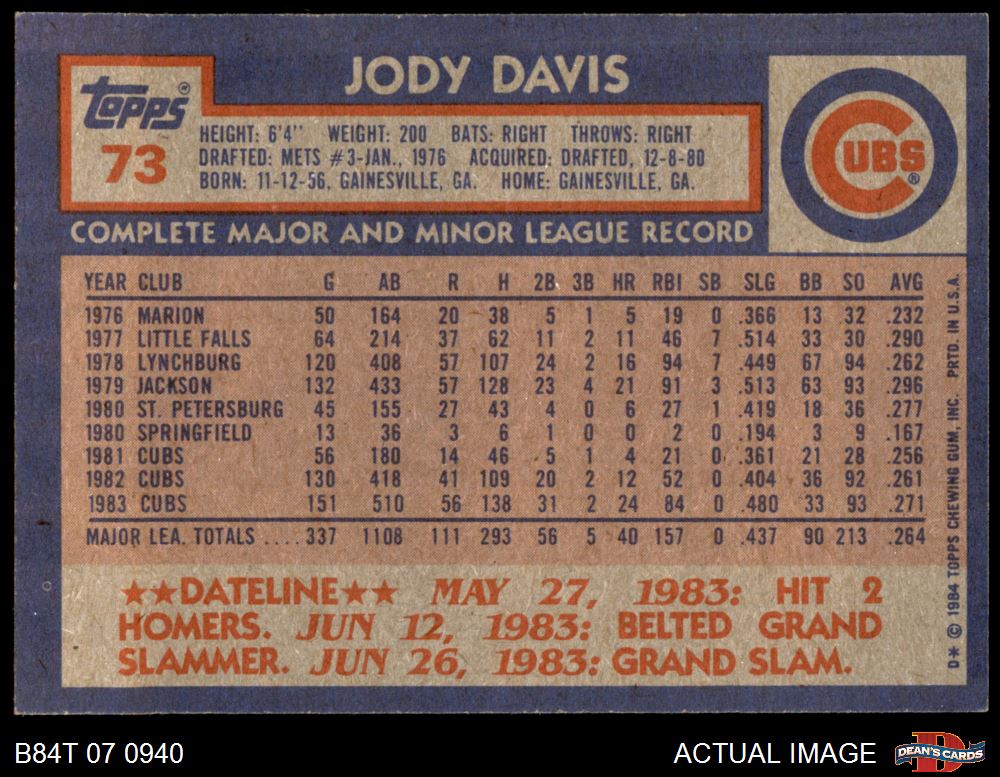 JODY DAVIS
Topps®
73
HEIGHT: 6'4" WEIGHT: 200 BATS: RIGHT THROWS: RIGHT
DRAFTED: METS #3-JAN., 1976 ACQUIRED: DRAFTED, 12-8-80
BORN: 11-12-56, GAINESVILLE, GA. HOME: GAINESVILLE, GA.
CUBS®
COMPLETE MAJOR AND MINOR LEAGUE RECORD
YEAR CLUB G AB R H 2B 3B HR RBI SB SLG BB SO AVG
1976 MARION 50 164 20 38 5 1 5 19 0 .366 13 32 .232
1977 LITTLE FALLS 64 214 37 62 11 2 11 46 7 .514 33 30 .290
1978 LYNCHBURG 120 408 57 107 24 2 16 94 7 .449 67 94 .262
1979 JACKSON 132 433 57 128 23 4 21 91 3 .513 63 93 .296
1980 ST. PETERSBURG 45 155 27 43 4 0 6 27 1 .419 18 36 .277
1980 SPRINGFIELD 13 36 3 6 1 0 0 2 0 .194 3 9 .167
1981 CUBS 56 180 14 46 5 1 4 21 0 .361 21 28 .256
1982 CUBS 130 418 41 109 20 2 12 52 0 .404 36 92 .261
1983 CUBS 151 510 56 138 31 2 24 84 0 .480 33 93 .271
MAJOR LEA. TOTALS .... 337 1108 111 293 56 5 40 157 0 .437 90 213 .264
★★DATELINE★★ MAY 27, 1983: HIT 2
HOMERS. JUN 12, 1983: BELTED GRAND
SLAMMER. JUN 26, 1983: GRAND SLAM.
D* © 1984 TOPPS CHEWING GUM, INC. PRTD. IN U.S.A.
B84T 07 0940
ACTUAL IMAGE
DEAN'S CARDS